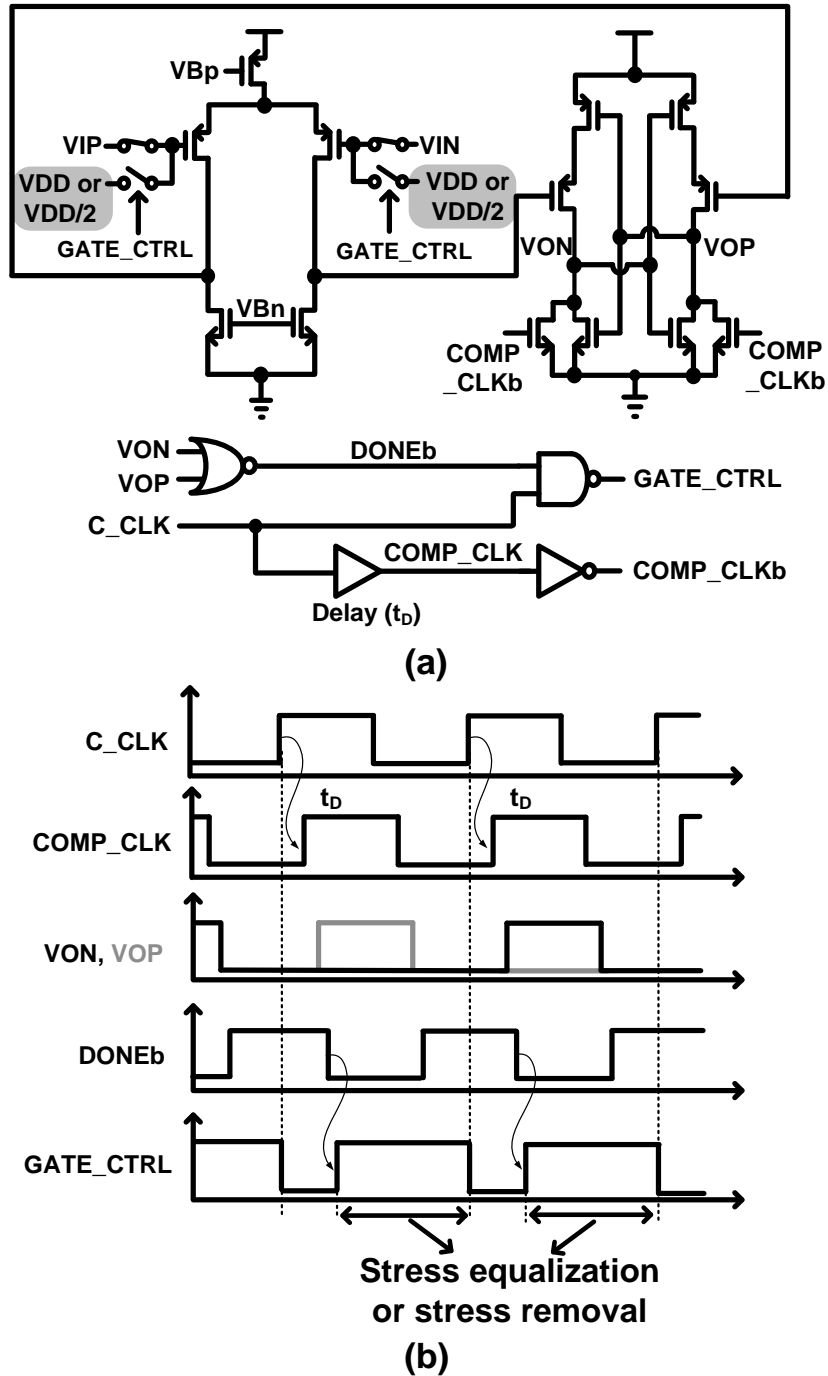 VBp
VIP
VIN
VDD or
VDD/2
VDD or
VDD/2
GATE_CTRL
GATE_CTRL
VBn
VON
VOP
COMP
_CLKb
COMP
_CLKb
VON
VOP
DONEb
GATE_CTRL
C_CLK
COMP_CLK
COMP_CLKb
Delay (tD)
(a)
C_CLK
tD
tD
COMP_CLK
VON, VOP
DONEb
GATE_CTRL
Stress equalization
or stress removal
(b)